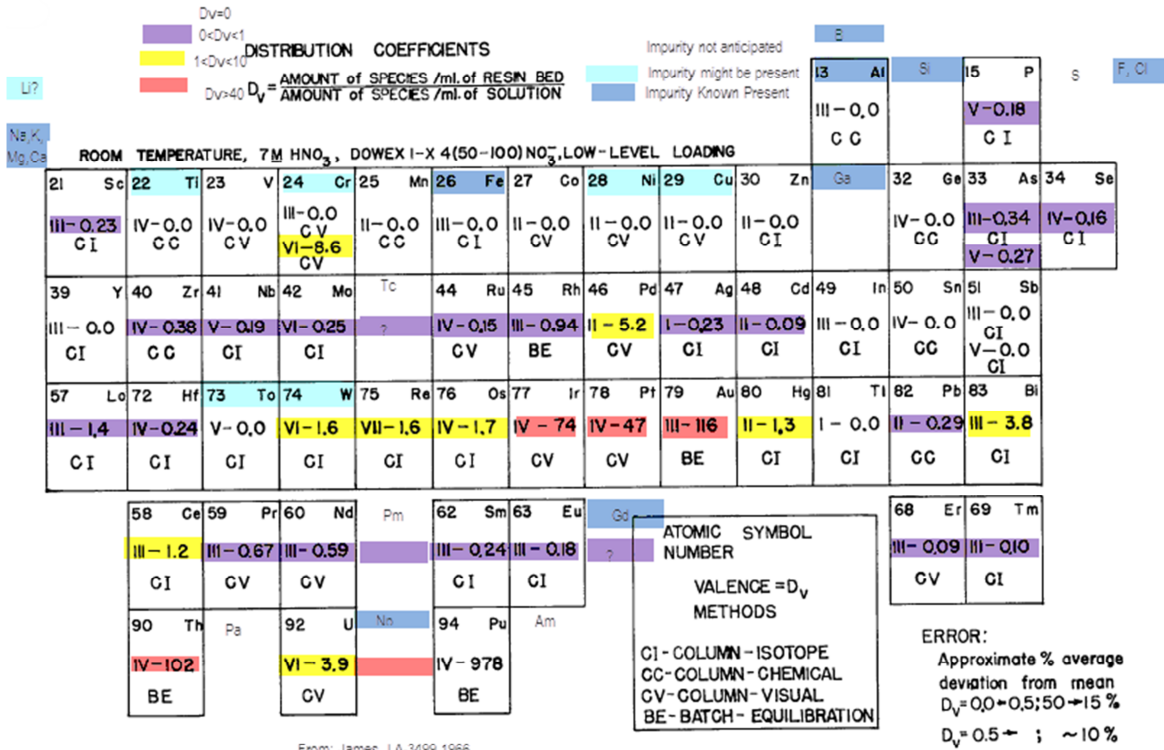 Dv=0
0<Dv<1
1<Dv<10
Dv>40
DISTRIBUTION COEFFICIENTS
Dv = AMOUNT of SPECIES /ml. of RESIN BED
AMOUNT of SPECIES /ml. of SOLUTION
Impurity not anticipated
Impurity might be present
Impurity Known Present
Li?
Na,K,
Mg,Ca
B
Si
S
F, Cl
13 Al
III-0.0
CC
15 P
V-0.18
CI
ROOM TEMPERATURE, 7M HNO3, DOWEX 1-X 4(50-100) NO3-, LOW-LEVEL LOADING
21 Sc
III-0.23
CI
22 Ti
IV-0.0
CC
23 V
IV-0.0
CV
24 Cr
III-0.0
CV
VI-8.6
CV
25 Mn
II-0.0
CC
26 Fe
III-0.0
CI
27 Co
II-0.0
CV
28 Ni
II-0.0
CV
29 Cu
II-0.0
CV
30 Zn
II-0.0
CI
Ga
32 Ge
IV-0.0
CC
33 As
III-0.34
CI
V-0.27
34 Se
IV-0.16
CI
39 Y
III-0.0
CI
40 Zr
IV-0.38
CC
41 Nb
V-0.19
CI
42 Mo
VI-0.25
CI
Tc
?
44 Ru
IV-0.15
CV
45 Rh
III-0.94
BE
46 Pd
II-5.2
CV
47 Ag
I-0.23
CI
48 Cd
II-0.09
CI
49 In
III-0.0
CI
50 Sn
IV-0.0
CC
51 Sb
III-0.0
CI
V-0.0
CI
57 La
III-1.4
CI
72 Hf
IV-0.24
CI
73 Ta
V-0.0
CI
74 W
VI-1.6
CI
75 Re
VII-1.6
CI
76 Os
IV-1.7
CI
77 Ir
IV-74
CV
78 Pt
IV-47
CV
79 Au
III-116
BE
80 Hg
II-1.3
CI
81 Tl
I-0.0
CI
82 Pb
II-0.29
CC
83 Bi
III-3.8
CI
58 Ce
III-1.2
CI
59 Pr
III-0.67
CV
60 Nd
III-0.59
CV
Pm
62 Sm
III-0.24
CI
63 Eu
III-0.18
CI
Gd
?
68 Er
III-0.09
CV
69 Tm
III-0.10
CI
90 Th
IV-102
BE
Pa
92 U
VI-3.9
CV
Np
94 Pu
IV-978
BE
Am
ATOMIC SYMBOL
NUMBER
VALENCE = Dv
METHODS
CI-COLUMN-ISOTOPE
CC-COLUMN-CHEMICAL
CV-COLUMN-VISUAL
BE-BATCH-EQUILIBRATION
ERROR:
Approximate % average
deviation from mean
Dv=0.0→0.5; 50→15 %
Dv=0.5← ; ~10 %
From: James, LA-3499, 1966